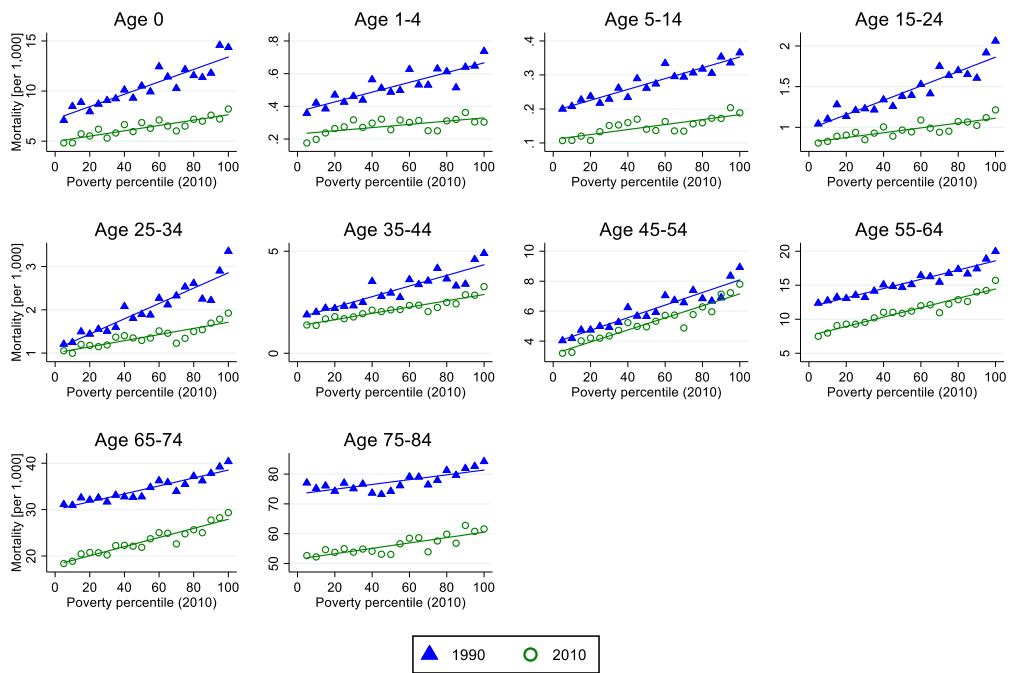 Age 0
Mortality [per 1,000]
15
10
5
0 20 40 60 80 100
Poverty percentile (2010)
Age 1-4
.8
.6
.4
.2
0 20 40 60 80 100
Poverty percentile (2010)
Age 5-14
.4
.3
.2
.1
0 20 40 60 80 100
Poverty percentile (2010)
Age 15-24
2
1.5
1
0 20 40 60 80 100
Poverty percentile (2010)
Age 25-34
Mortality [per 1,000]
3
2
1
0 20 40 60 80 100
Poverty percentile (2010)
Age 35-44
5
0
0 20 40 60 80 100
Poverty percentile (2010)
Age 45-54
10
8
6
4
0 20 40 60 80 100
Poverty percentile (2010)
Age 55-64
20
15
10
5
0 20 40 60 80 100
Poverty percentile (2010)
Age 65-74
Mortality [per 1,000]
40
30
20
0 20 40 60 80 100
Poverty percentile (2010)
Age 75-84
80
70
60
50
0 20 40 60 80 100
Poverty percentile (2010)
1990 2010